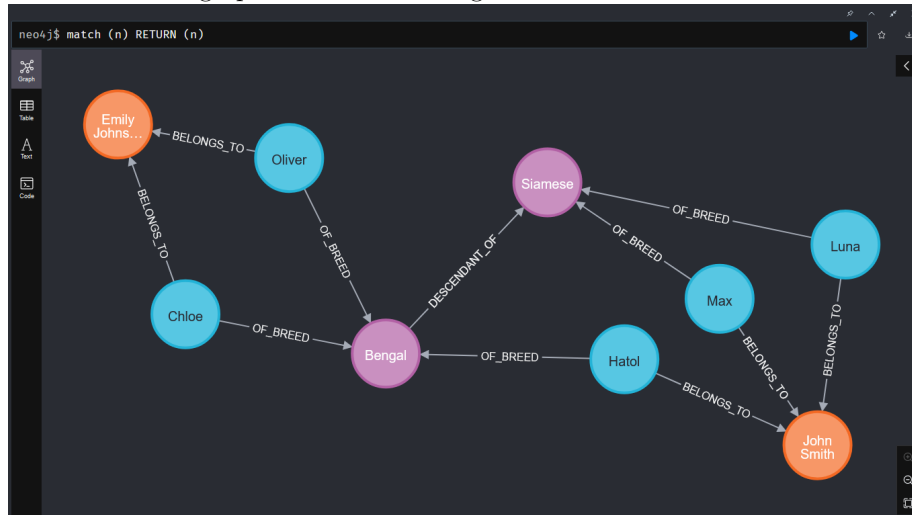 neo4j$ match (n) RETURN (n)
Graph
Table
A
Text
Code
Emily
Johns...
BELONGS_TO
Oliver
Siamese
OF_BREED
Luna
BELONGS_TO
OF_BREED
OF_BREED
DESCENDANT_OF
Max
Chloe
OF_BREED
Bengal
OF_BREED
Hatol
BELONGS_TO
BELONGS_TO
BELONGS_TO
John
Smith